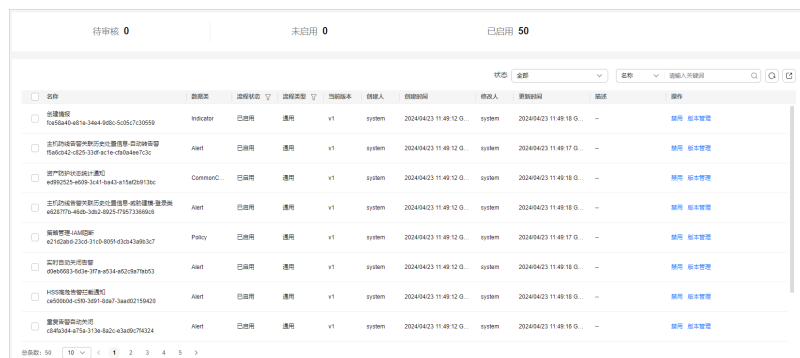 待审核 0 未启用 0 已启用 50
状态 全部 名称 请输入关键词
名称 数据类 流程状态 流程类型 当前版本 创建人 创建时间 修改人 更新时间 描述 操作
创建情报
fce58a40-e81e-34e4-9d8c-5c05c7c30559
Indicator 已启用 通用 v1 system 2024/04/23 11:49:12 G... system 2024/04/23 11:49:18 G... -- 禁用 版本管理
主机防线告警关联历史处置信息-自动转告警
f5a6cb42-c825-33df-ac1e-cfa0a4ee7c3c
Alert 已启用 通用 v1 system 2024/04/23 11:49:12 G... system 2024/04/23 11:49:17 G... -- 禁用 版本管理
资产防护状态统计通知
ed992525-e609-3c41-ba43-a15af2b913bc
CommonC... 已启用 通用 v1 system 2024/04/23 11:49:12 G... system 2024/04/23 11:49:17 G... -- 禁用 版本管理
主机防线告警关联历史处置信息-威胁建模-登录类
e6287f7b-46db-3db2-8925-f795733669c6
Alert 已启用 通用 v1 system 2024/04/23 11:49:12 G... system 2024/04/23 11:49:18 G... -- 禁用 版本管理
策略管理-IAM阻断
e21d2abd-23cd-31c0-805f-d3cb43a9b3c7
Policy 已启用 通用 v1 system 2024/04/23 11:49:12 G... system 2024/04/23 11:49:17 G... -- 禁用 版本管理
实时自动关闭告警
d0eb6683-6d3e-3f7a-a534-a62c9a7fab53
Alert 已启用 通用 v1 system 2024/04/23 11:49:12 G... system 2024/04/23 11:49:18 G... -- 禁用 版本管理
HSS高危告警拦截通知
ce500b0d-c5f0-3d91-8de7-3aad02159420
Alert 已启用 通用 v1 system 2024/04/23 11:49:12 G... system 2024/04/23 11:49:18 G... -- 禁用 版本管理
重复告警自动关闭
c84fa3d4-a75a-313e-8a2c-e3ad9c7f4324
Alert 已启用 通用 v1 system 2024/04/23 11:49:12 G... system 2024/04/23 11:49:16 G... -- 禁用 版本管理
总条数: 50 10 < 1 2 3 4 5 >